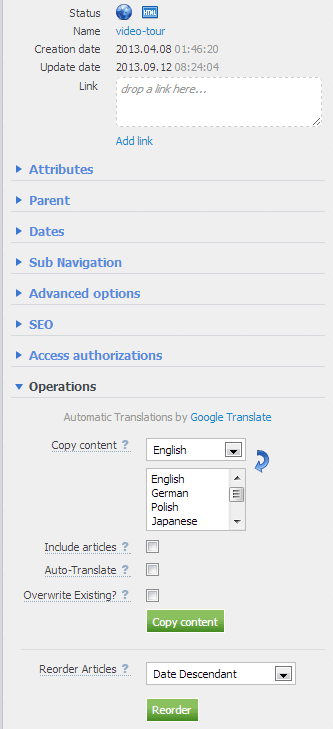 Status HTML
Name video-tour
Creation date 2013.04.08 01:46:20
Update date 2013.09.12 08:24:04
Link drop a link here...
Add link
Attributes
Parent
Dates
Sub Navigation
Advanced options
SEO
Access authorizations
Operations
Automatic Translations by Google Translate
Copy content ? English
English
German
Polish
Japanese
Include articles ?
Auto-Translate ?
Overwrite Existing? ?
Copy content
Reorder Articles ? Date Descendant
Reorder